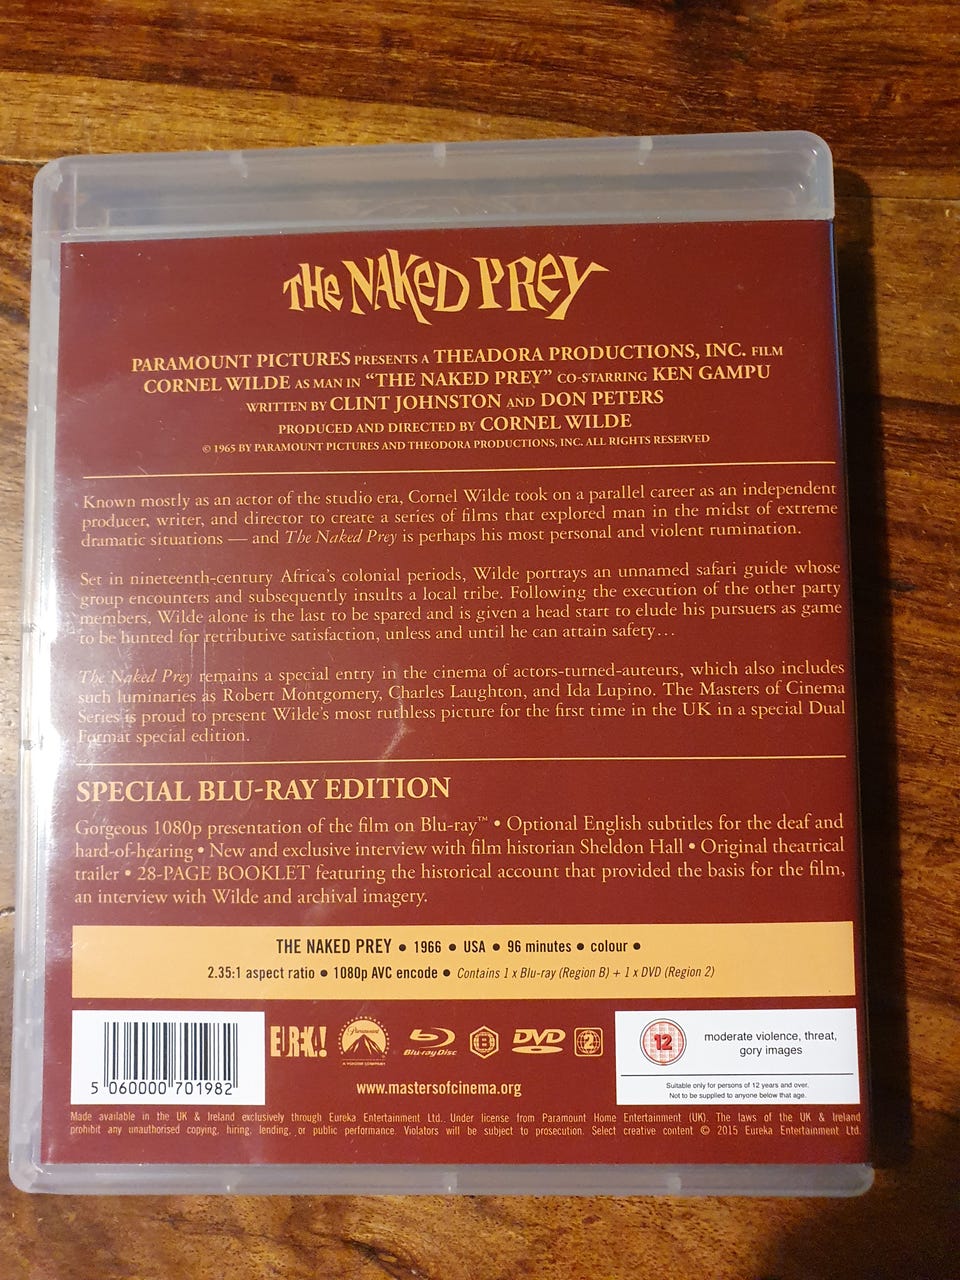 THE NAKED PREY
PARAMOUNT PICTURES PRESENTS A THEADORA PRODUCTIONS, INC. FILM
CORNEL WILDE AS MAN IN “THE NAKED PREY” CO-STARRING KEN GAMPU
WRITTEN BY CLINT JOHNSTON AND DON PETERS
PRODUCED AND DIRECTED BY CORNEL WILDE
© 1965 BY PARAMOUNT PICTURES AND THEODORA PRODUCTIONS, INC. ALL RIGHTS RESERVED
Known mostly as an actor of the studio era, Cornel Wilde took on a parallel career as an independent
producer, writer, and director to create a series of films that explored man in the midst of extreme
dramatic situations — and The Naked Prey is perhaps his most personal and violent rumination.
Set in nineteenth-century Africa’s colonial periods, Wilde portrays an unnamed safari guide whose
group encounters and subsequently insults a local tribe. Following the execution of the other party
members, Wilde alone is the last to be spared and is given a head start to elude his pursuers as game
to be hunted for retributive satisfaction, unless and until he can attain safety…
The Naked Prey remains a special entry in the cinema of actors-turned-auteurs, which also includes
such luminaries as Robert Montgomery, Charles Laughton, and Ida Lupino. The Masters of Cinema
Series is proud to present Wilde’s most ruthless picture for the first time in the UK in a special Dual
Format special edition.
SPECIAL BLU-RAY EDITION
Gorgeous 1080p presentation of the film on Blu-ray™ • Optional English subtitles for the deaf and
hard-of-hearing • New and exclusive interview with film historian Sheldon Hall • Original theatrical
trailer • 28-PAGE BOOKLET featuring the historical account that provided the basis for the film,
an interview with Wilde and archival imagery.
THE NAKED PREY ● 1966 ● USA ● 96 minutes ● colour ●
2.35:1 aspect ratio ● 1080p AVC encode ● Contains 1 x Blu-ray (Region B) + 1 x DVD (Region 2)
5 060000 701982
EUREKA!
Paramount
A VIACOM COMPANY
Blu-ray Disc
B
DVD
VIDEO
2
www.mastersofcinema.org
12
moderate violence, threat,
gory images
Suitable only for persons of 12 years and over.
Not to be supplied to anyone below that age.
Made available in the UK & Ireland exclusively through Eureka Entertainment Ltd. Under license from Paramount Home Entertainment (UK). The laws of the UK & Ireland
prohibit any unauthorised copying, hiring, lending, or public performance. Violators will be subject to prosecution. Select creative content © 2015 Eureka Entertainment Ltd.